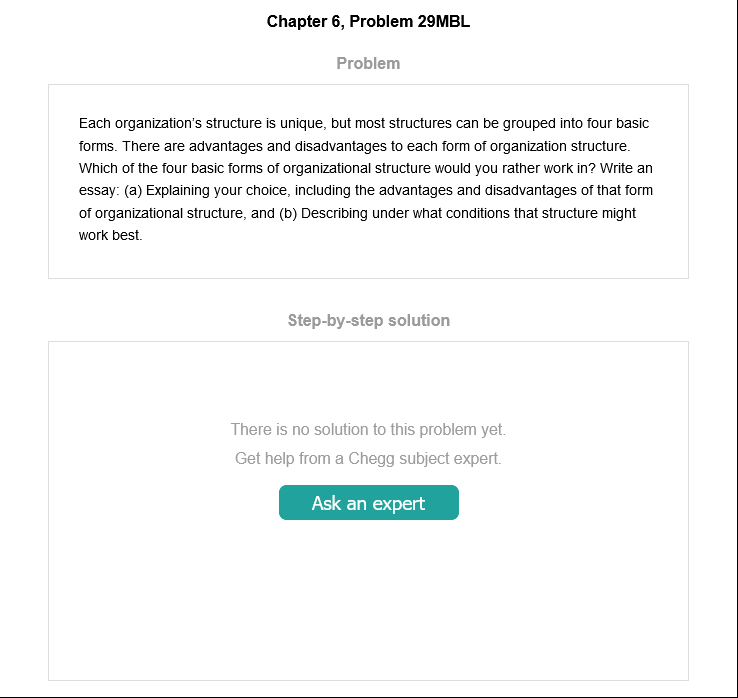 Chapter 6, Problem 29MBL
Problem
Each organization’s structure is unique, but most structures can be grouped into four basic
forms. There are advantages and disadvantages to each form of organization structure.
Which of the four basic forms of organizational structure would you rather work in? Write an
essay: (a) Explaining your choice, including the advantages and disadvantages of that form
of organizational structure, and (b) Describing under what conditions that structure might
work best.
Step-by-step solution
There is no solution to this problem yet.
Get help from a Chegg subject expert.
Ask an expert